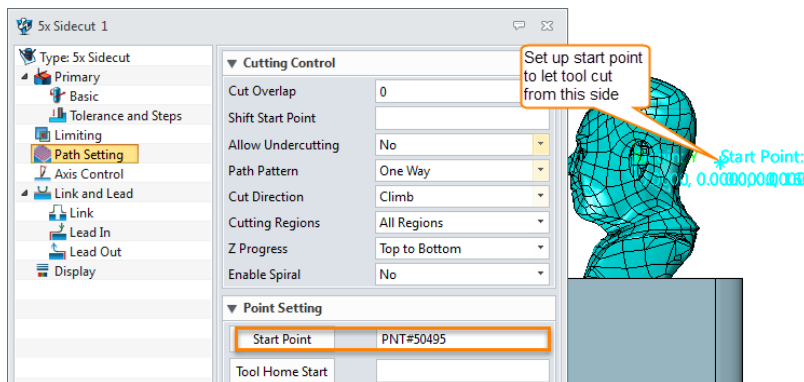 5x Sidecut 1
Type: 5x Sidecut
Primary
Basic
Tolerance and Steps
Limiting
Path Setting
Axis Control
Link and Lead
Link
Lead In
Lead Out
Display
Cutting Control
Cut Overlap 0
Shift Start Point
Allow Undercutting No
Path Pattern One Way
Cut Direction Climb
Cutting Regions All Regions
Z Progress Top to Bottom
Enable Spiral No
Point Setting
Start Point PNT#50495
Tool Home Start
Set up start point
to let tool cut
from this side
Y
Start Point: